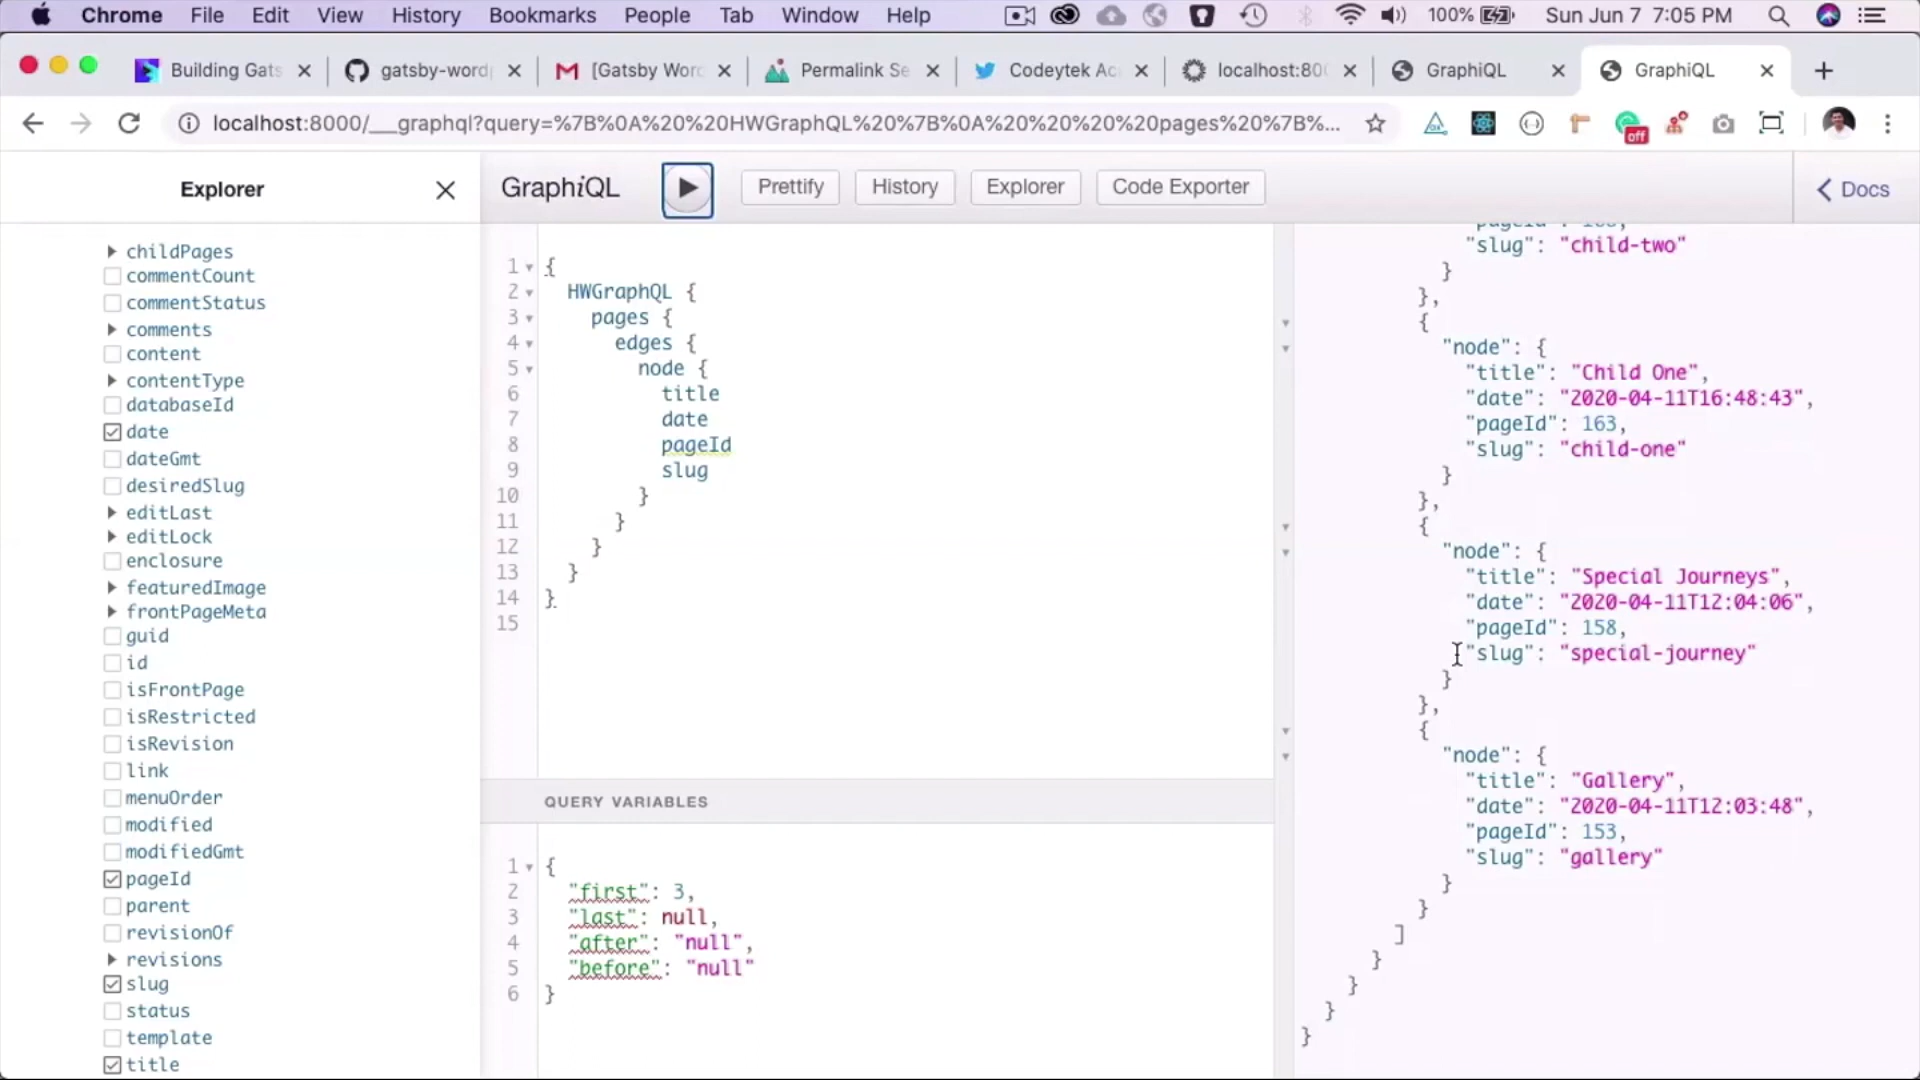 Chrome File Edit View History Bookmarks People Tab Window Help 100% Sun Jun 7 7:05 PM
Building Gats gatsby-word [Gatsby Wor Permalink Se Codeytek Ac localhost:800 GraphiQL GraphiQL
localhost:8000/___graphql?query=%7B%0A%20%20HWGraphQL%20%7B%0A%20%20%20%20pages%20%7B%... off
Explorer
GraphiQL Prettify History Explorer Code Exporter Docs
childPages
commentCount
commentStatus
comments
content
contentType
databaseId
date
dateGmt
desiredSlug
editLast
editLock
enclosure
featuredImage
frontPageMeta
guid
id
isFrontPage
isRestricted
isRevision
link
menuOrder
modified
modifiedGmt
pageId
parent
revisionOf
revisions
slug
status
template
title
1 {
2 HWGraphQL {
3 pages {
4 edges {
5 node {
6 title
7 date
8 pageId
9 slug
10 }
11 }
12 }
13 }
14 }
15
QUERY VARIABLES
1 {
2 "first": 3,
3 "last": null,
4 "after": "null",
5 "before": "null"
6 }
"slug": "child-two"
}
},
{
"node": {
"title": "Child One",
"date": "2020-04-11T16:48:43",
"pageId": 163,
"slug": "child-one"
}
},
{
"node": {
"title": "Special Journeys",
"date": "2020-04-11T12:04:06",
"pageId": 158,
"slug": "special-journey"
}
},
{
"node": {
"title": "Gallery",
"date": "2020-04-11T12:03:48",
"pageId": 153,
"slug": "gallery"
}
}
]
}
}
}
}